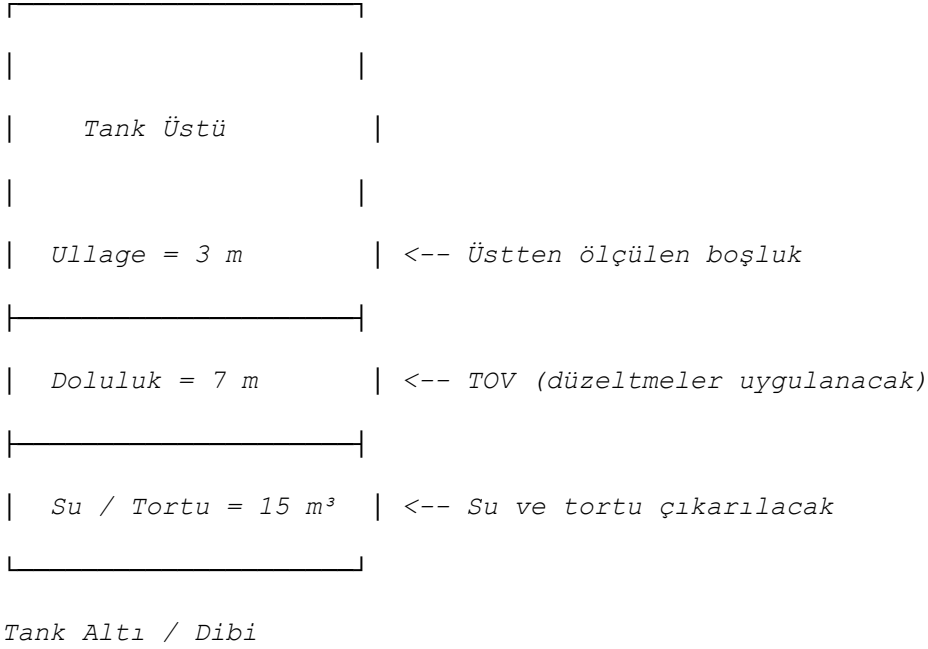 Tank Üstü
Ullage = 3 m <-- Üstten ölçülen boşluk
Doluluk = 7 m <-- TOV (düzeltmeler uygulanacak)
Su / Tortu = 15 m³ <-- Su ve tortu çıkarılacak
Tank Altı / Dibi